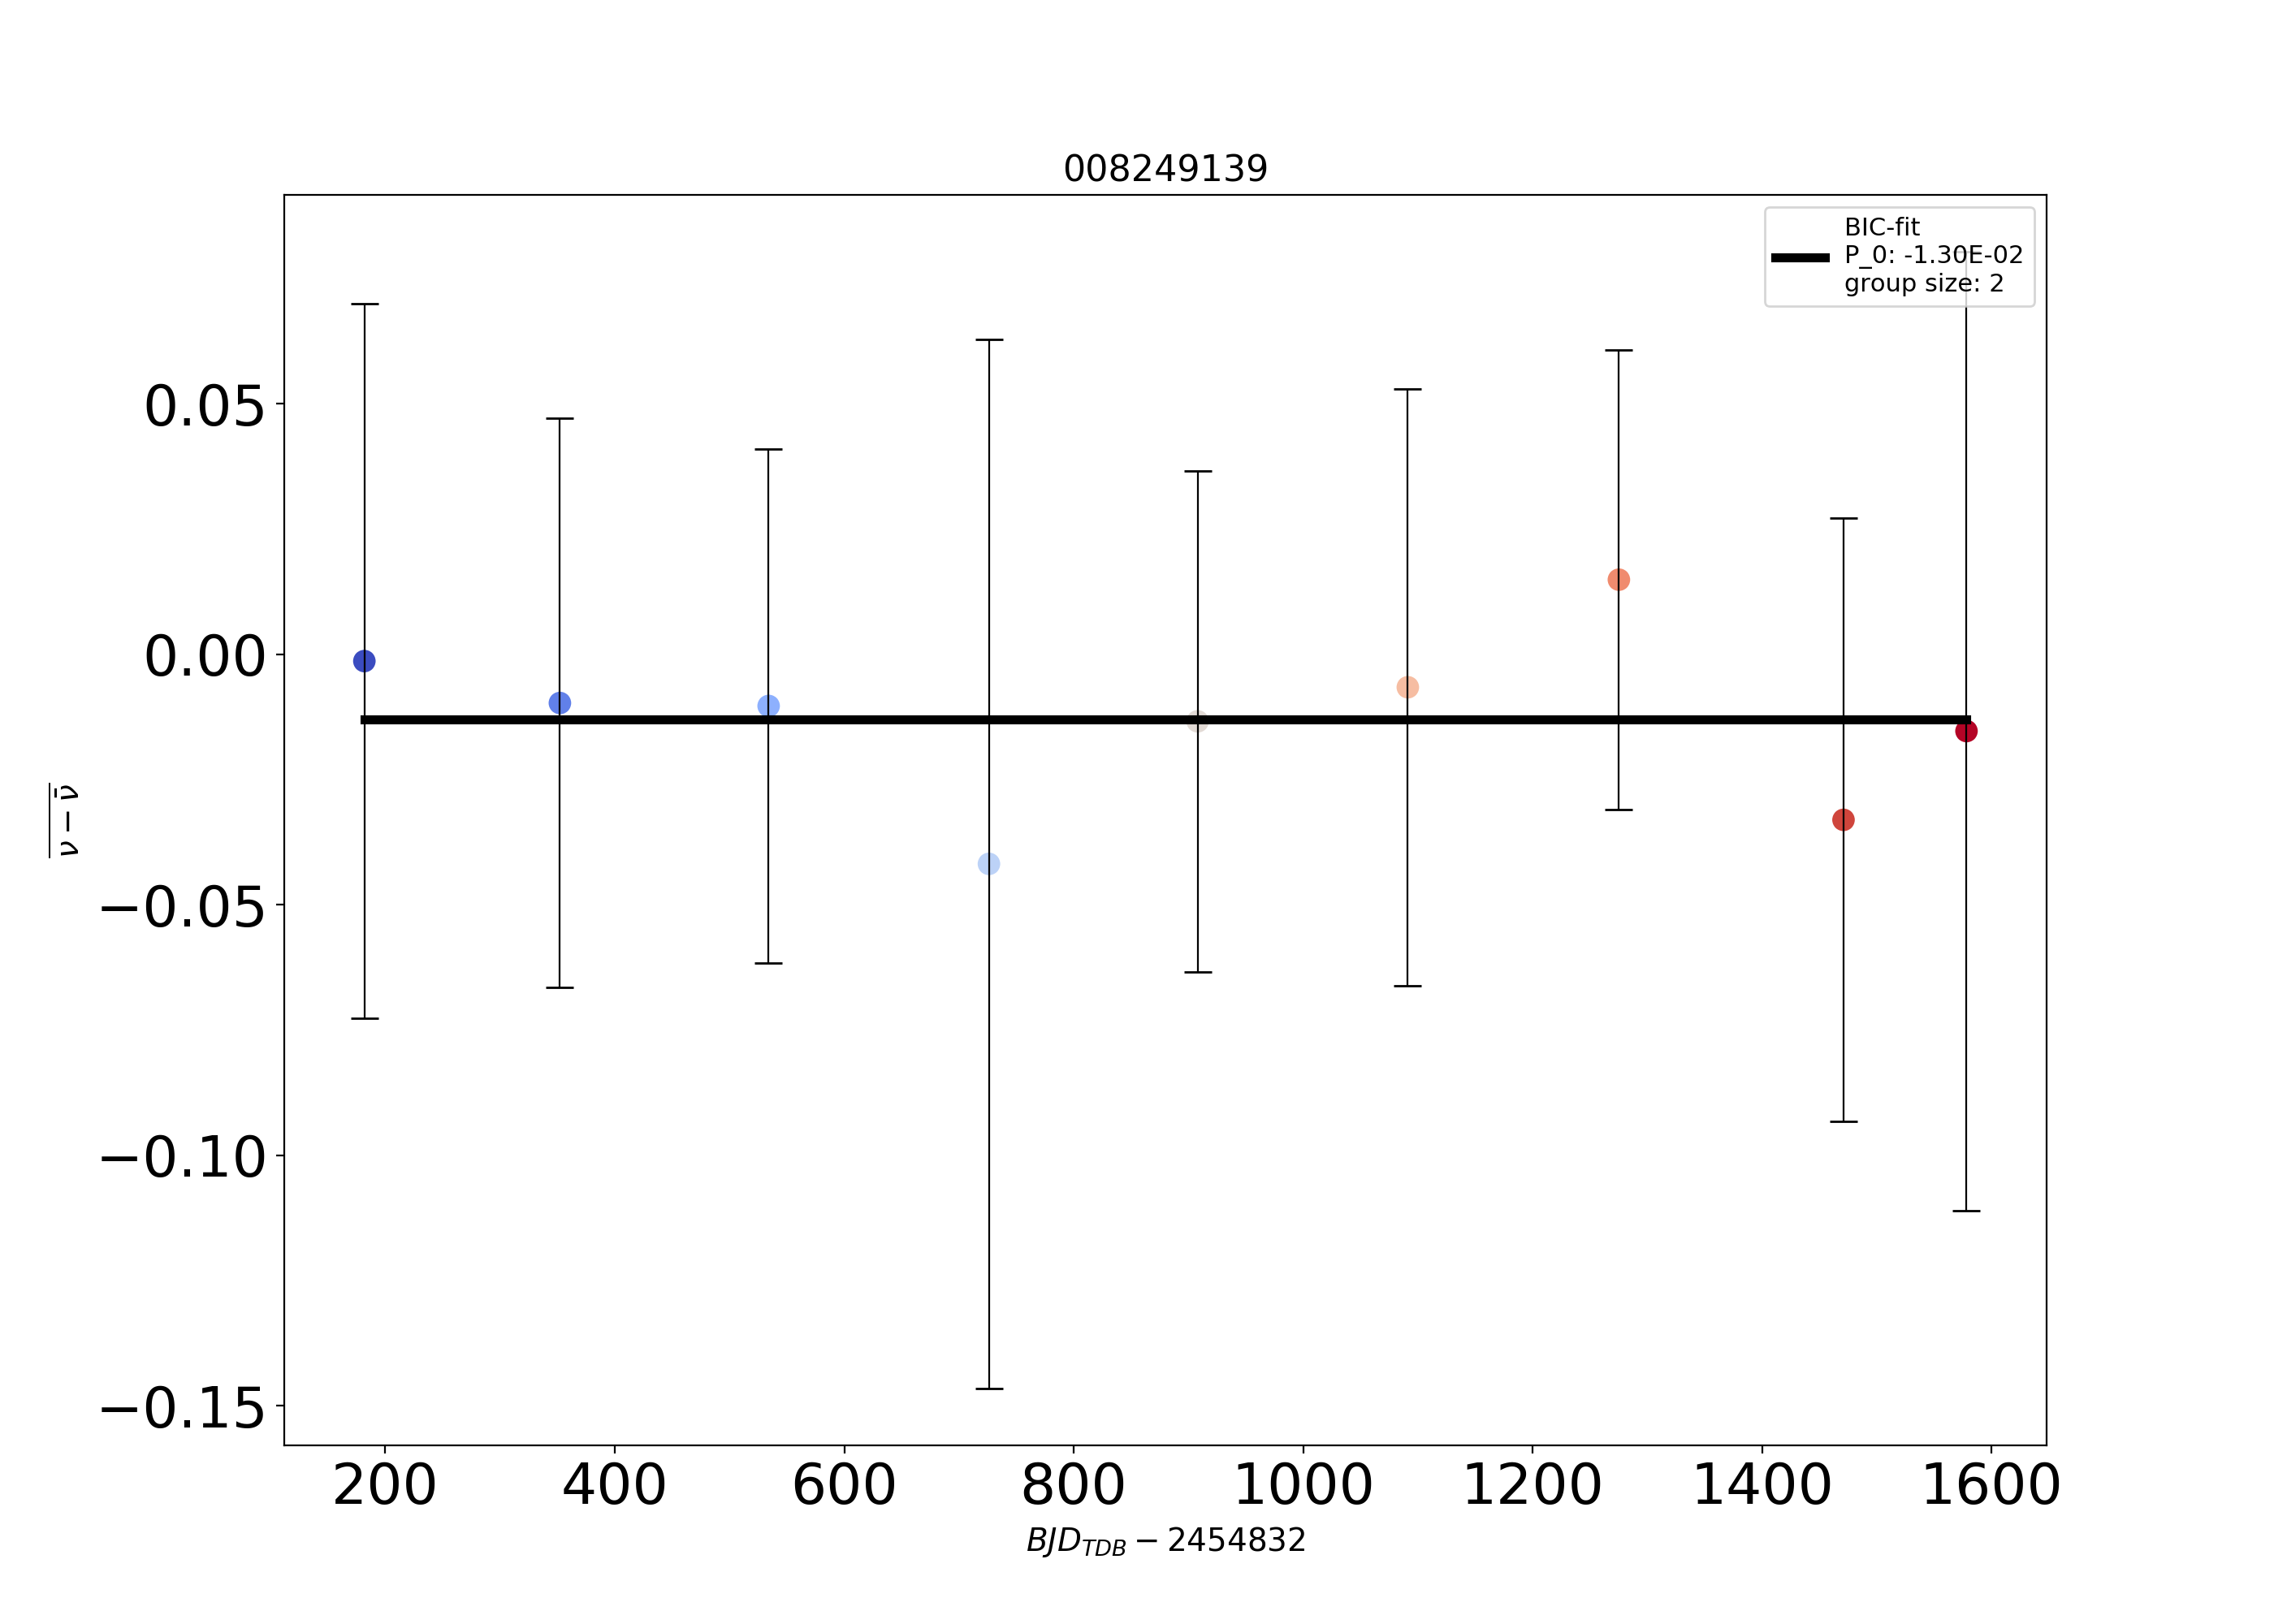 008249139
BIC-fit
P_0: -1.30E-02
group size: 2
0.05
0.00
−0.05
−0.10
−0.15
ν − ν̄
200 400 600 800 1000 1200 1400 1600
BJD_TDB − 2454832